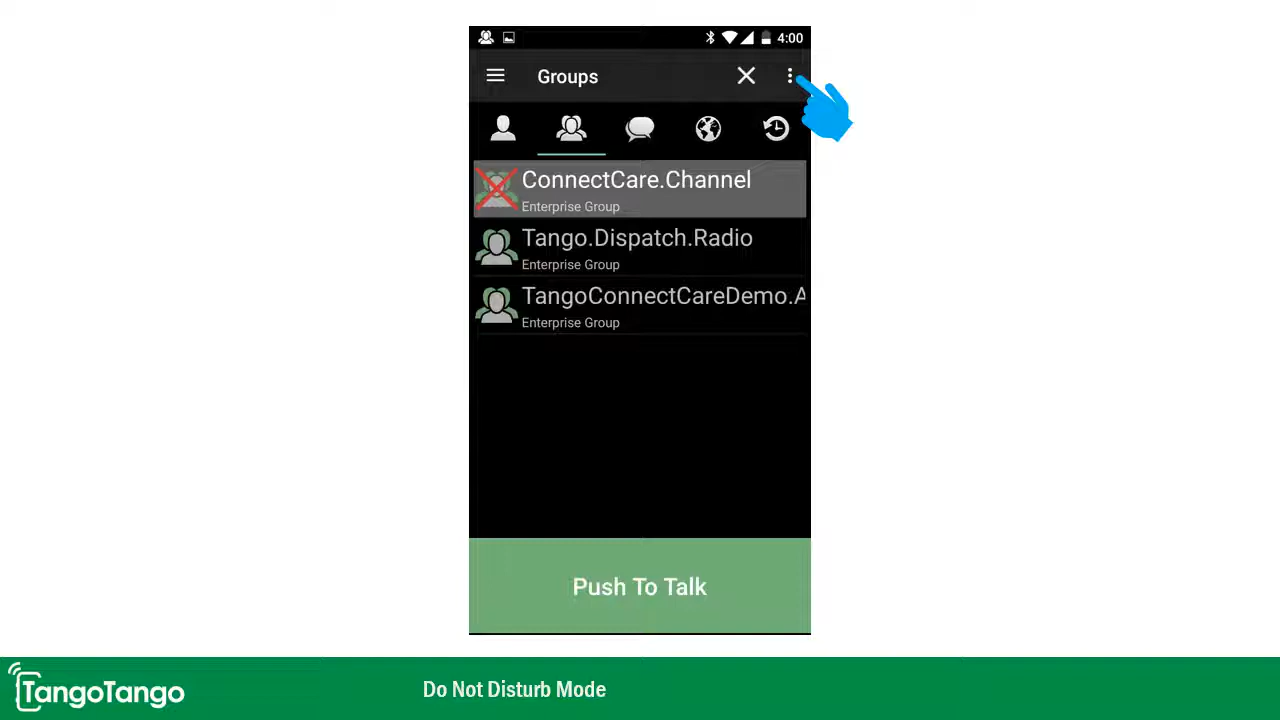 4:00
Groups
ConnectCare.Channel
Enterprise Group
Tango.Dispatch.Radio
Enterprise Group
TangoConnectCareDemo.A
Enterprise Group
Push To Talk
TangoTango
Do Not Disturb Mode